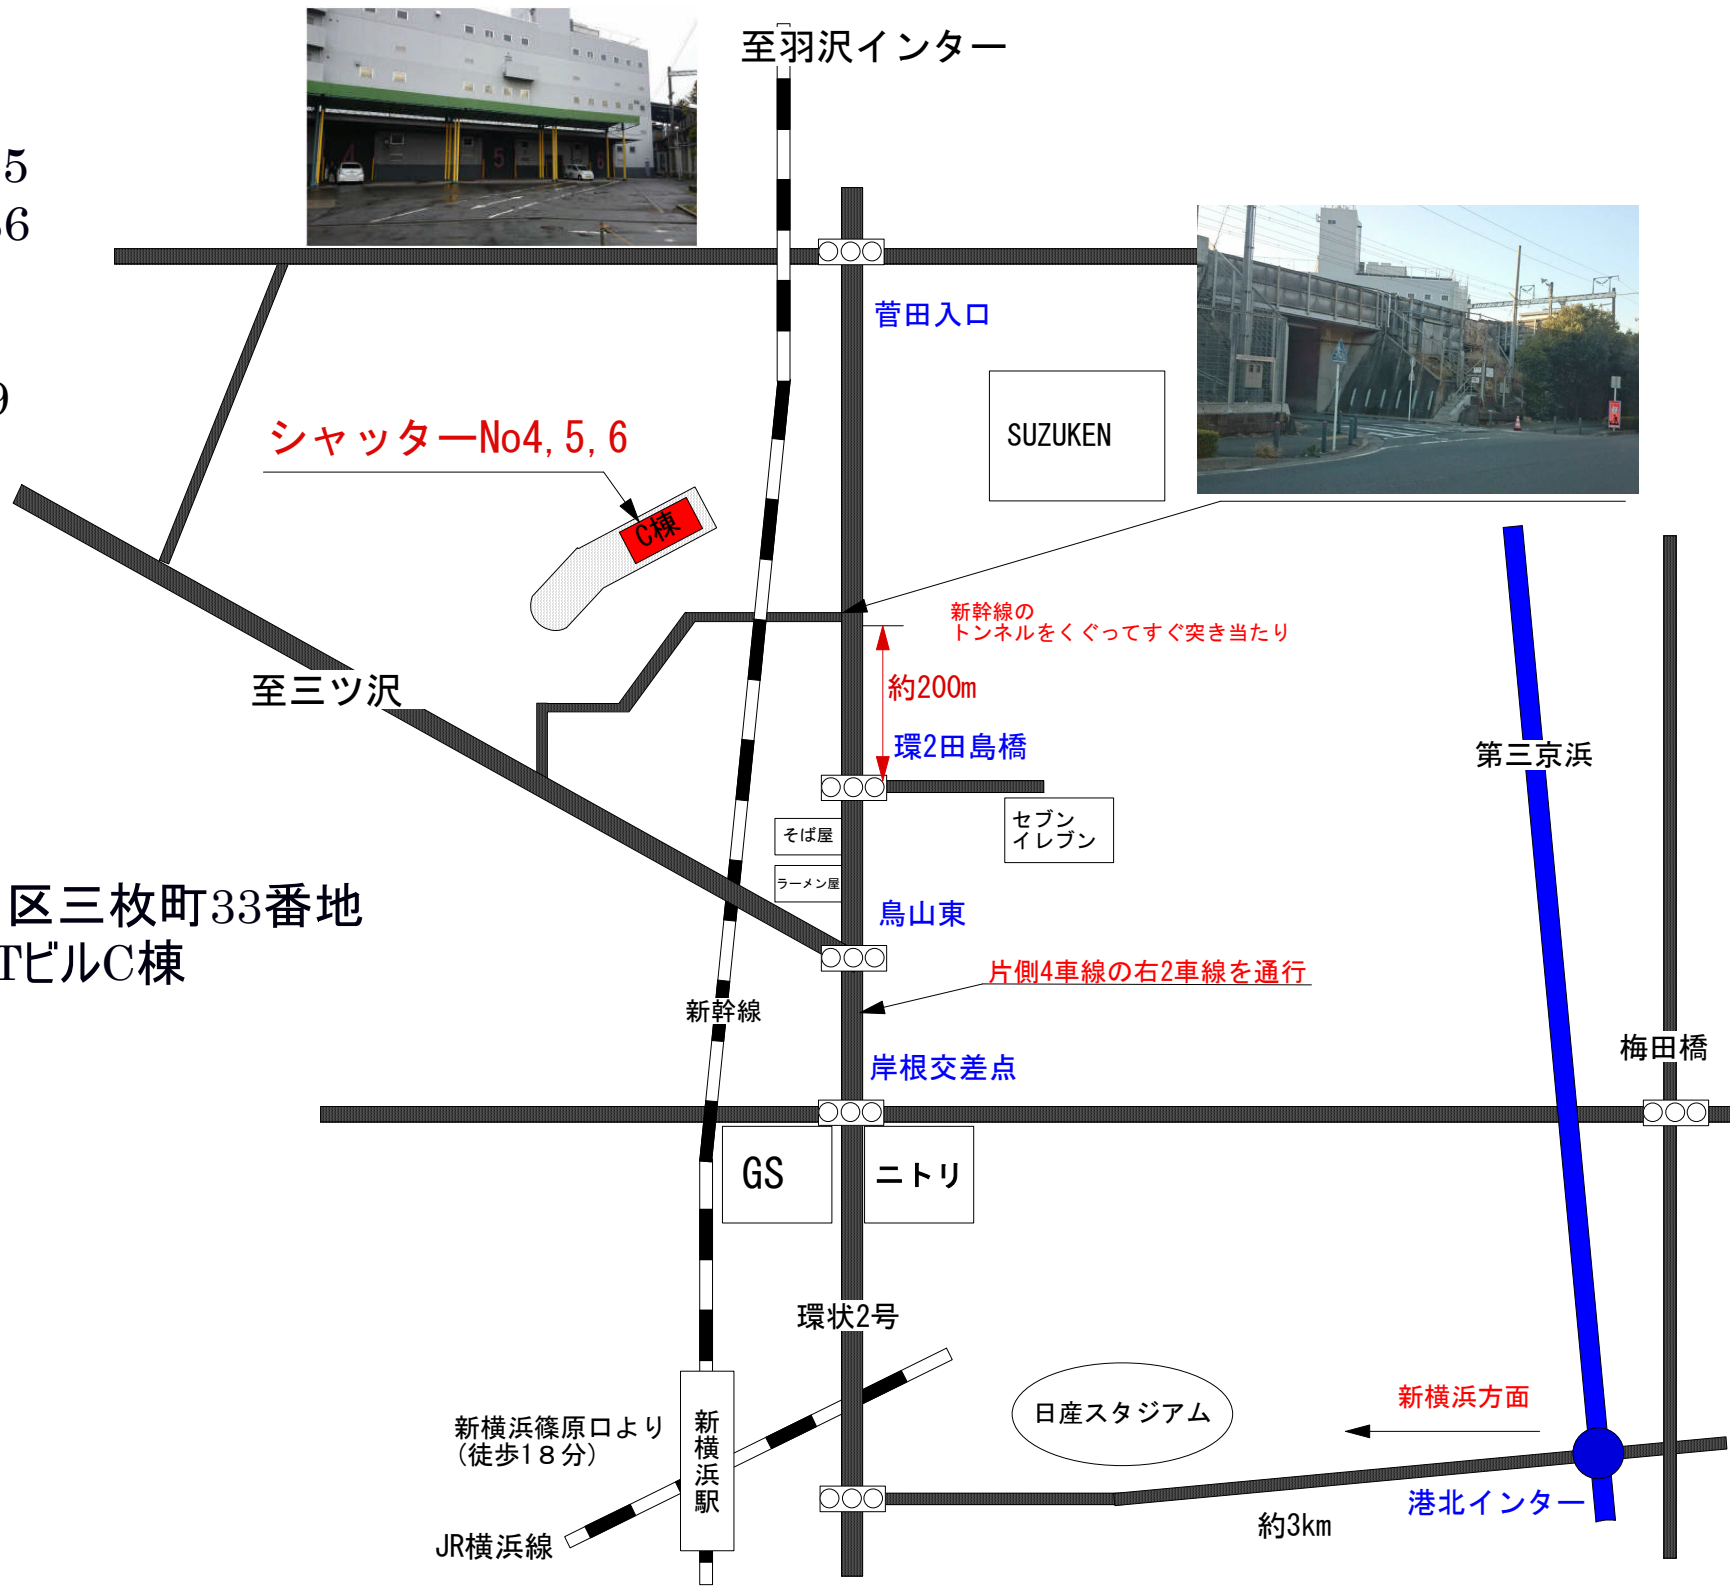 至羽沢インター
4
5
6
5
36
9
菅田入口
シャッターNo4,5,6
SUZUKEN
C棟
新幹線の
トンネルをくぐってすぐ突き当たり
至三ツ沢
約200m
環2田島橋
第三京浜
セブン
イレブン
そば屋
ラーメン屋
区三枚町33番地
TビルC棟
鳥山東
片側4車線の右2車線を通行
新幹線
岸根交差点
梅田橋
GS
ニトリ
環状2号
新横浜方面
日産スタジアム
新横浜篠原口より
(徒歩18分)
新横浜駅
港北インター
約3km
JR横浜線